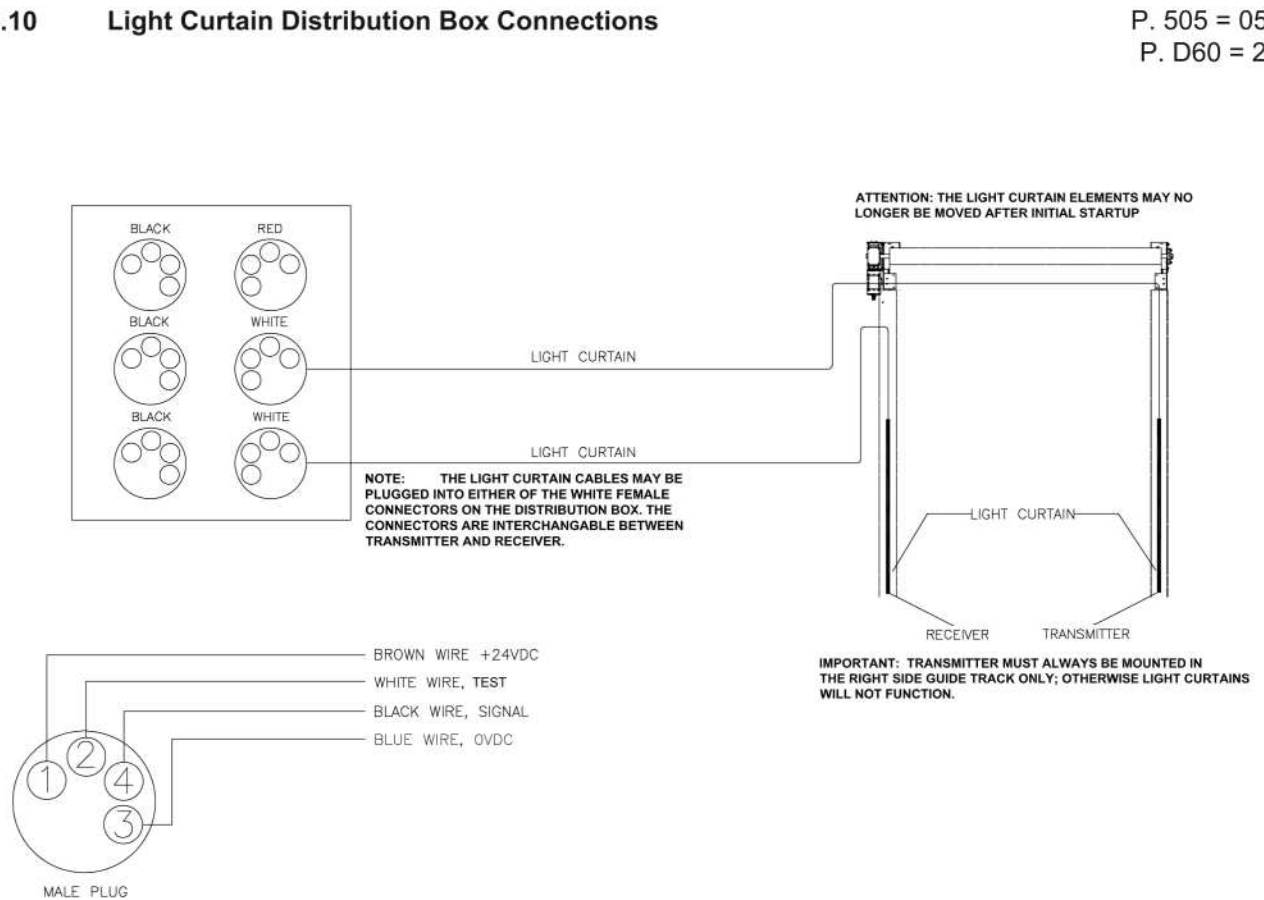 .10 Light Curtain Distribution Box Connections
P. 505 = 05
P. D60 = 2
ATTENTION: THE LIGHT CURTAIN ELEMENTS MAY NO
LONGER BE MOVED AFTER INITIAL STARTUP
BLACK RED
BLACK WHITE
BLACK WHITE
LIGHT CURTAIN
LIGHT CURTAIN
NOTE: THE LIGHT CURTAIN CABLES MAY BE
PLUGGED INTO EITHER OF THE WHITE FEMALE
CONNECTORS ON THE DISTRIBUTION BOX. THE
CONNECTORS ARE INTERCHANGABLE BETWEEN
TRANSMITTER AND RECEIVER.
LIGHT CURTAIN
RECEIVER TRANSMITTER
IMPORTANT: TRANSMITTER MUST ALWAYS BE MOUNTED IN
THE RIGHT SIDE GUIDE TRACK ONLY; OTHERWISE LIGHT CURTAINS
WILL NOT FUNCTION.
BROWN WIRE +24VDC
WHITE WIRE, TEST
BLACK WIRE, SIGNAL
BLUE WIRE, 0VDC
1 2 4
3
MALE PLUG